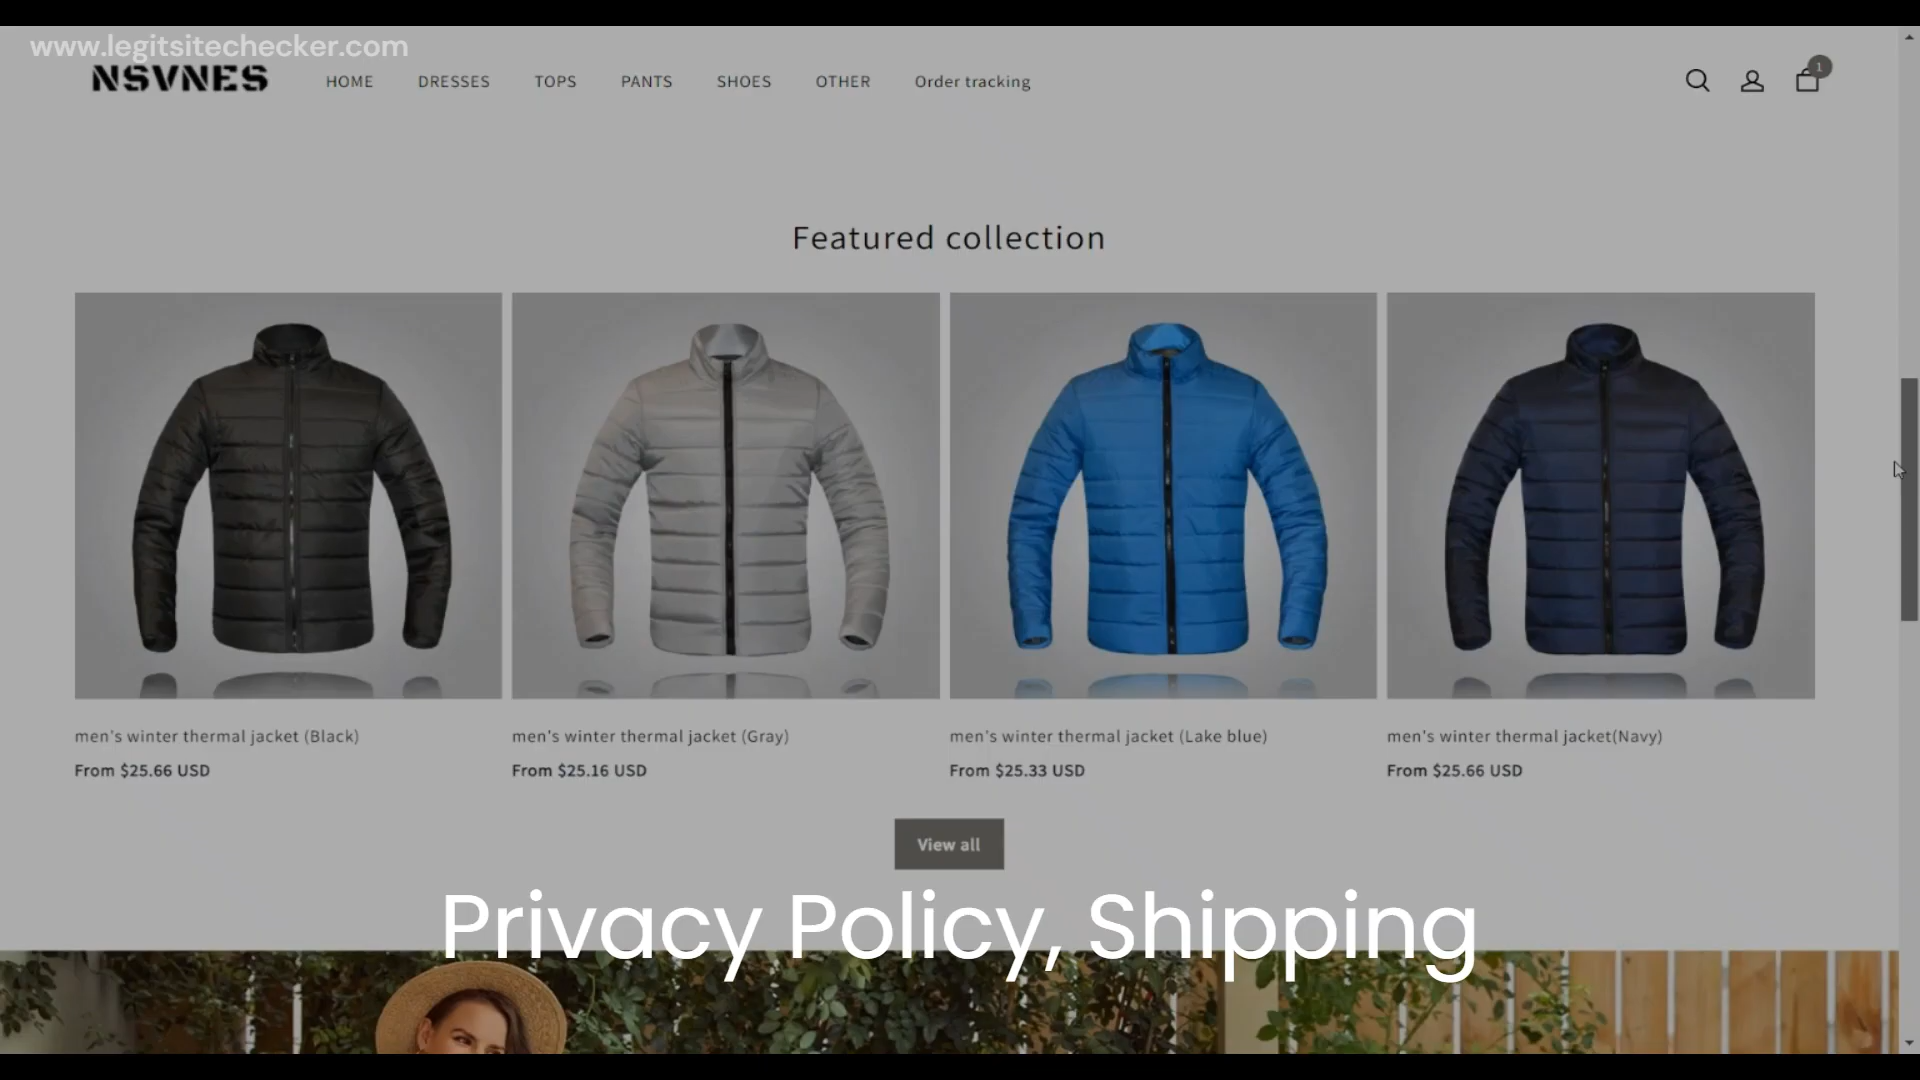 www.legitsitechecker.com
NSVNES HOME DRESSES TOPS PANTS SHOES OTHER Order tracking 1
Featured collection
men's winter thermal jacket (Black) men's winter thermal jacket (Gray) men's winter thermal jacket (Lake blue) men's winter thermal jacket(Navy)
From $25.66 USD From $25.16 USD From $25.33 USD From $25.66 USD
View all
Privacy Policy, Shipping